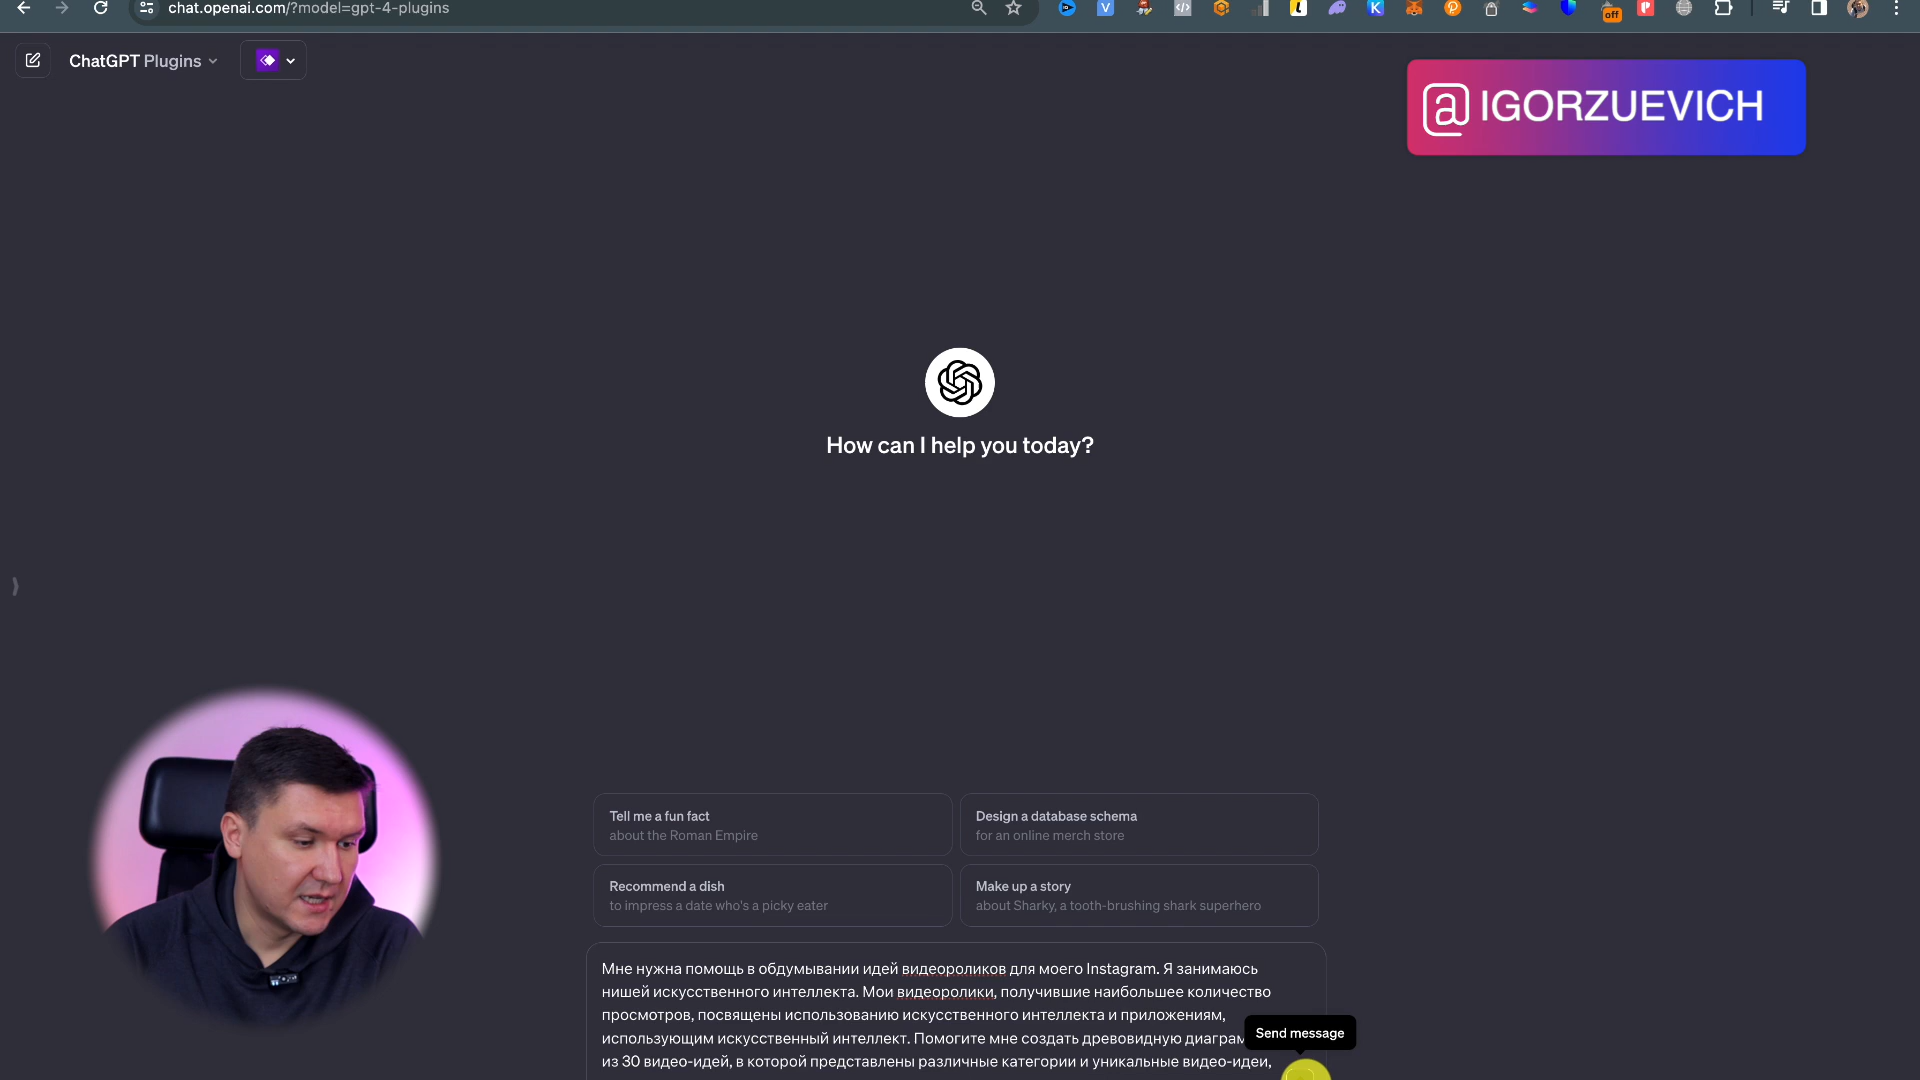 chat.openai.com/?model=gpt-4-plugins
off
ChatGPT Plugins
@IGORZUEVICH
How can I help you today?
Tell me a fun fact
about the Roman Empire
Design a database schema
for an online merch store
Recommend a dish
to impress a date who's a picky eater
Make up a story
about Sharky, a tooth-brushing shark superhero
Мне нужна помощь в обдумывании идей видеороликов для моего Instagram. Я занимаюсь
нишей искусственного интеллекта. Мои видеоролики, получившие наибольшее количество
просмотров, посвящены использованию искусственного интеллекта и приложениям,
Send message
использующим искусственный интеллект. Помогите мне создать древовидную диаграм
из 30 видео-идей, в которой представлены различные категории и уникальные видео-идеи,